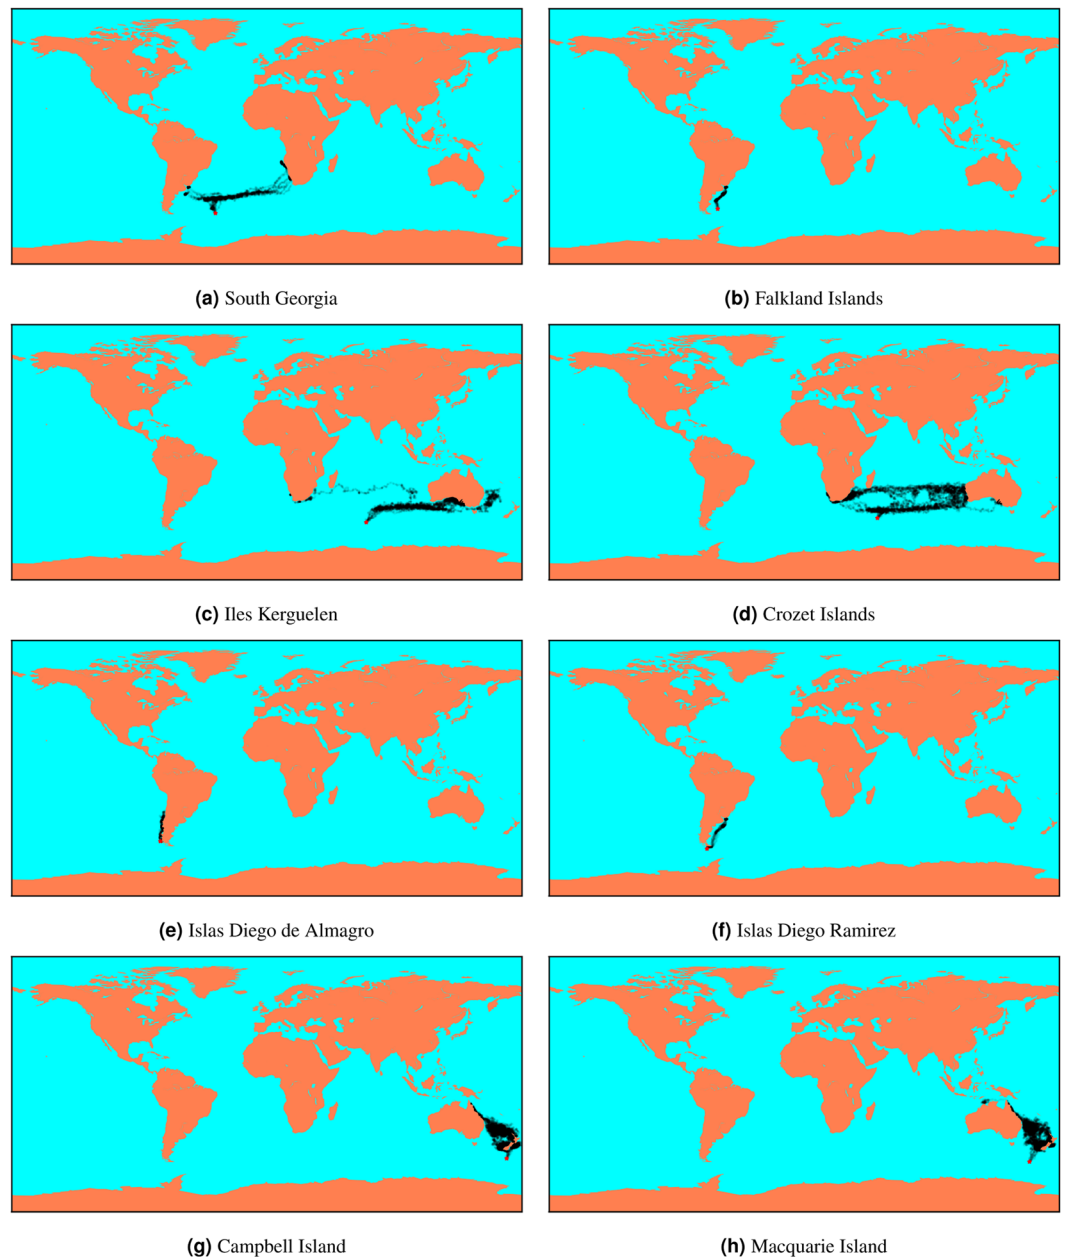 (a) South Georgia
(b) Falkland Islands
(c) Iles Kerguelen
(d) Crozet Islands
(e) Islas Diego de Almagro
(f) Islas Diego Ramirez
(g) Campbell Island
(h) Macquarie Island